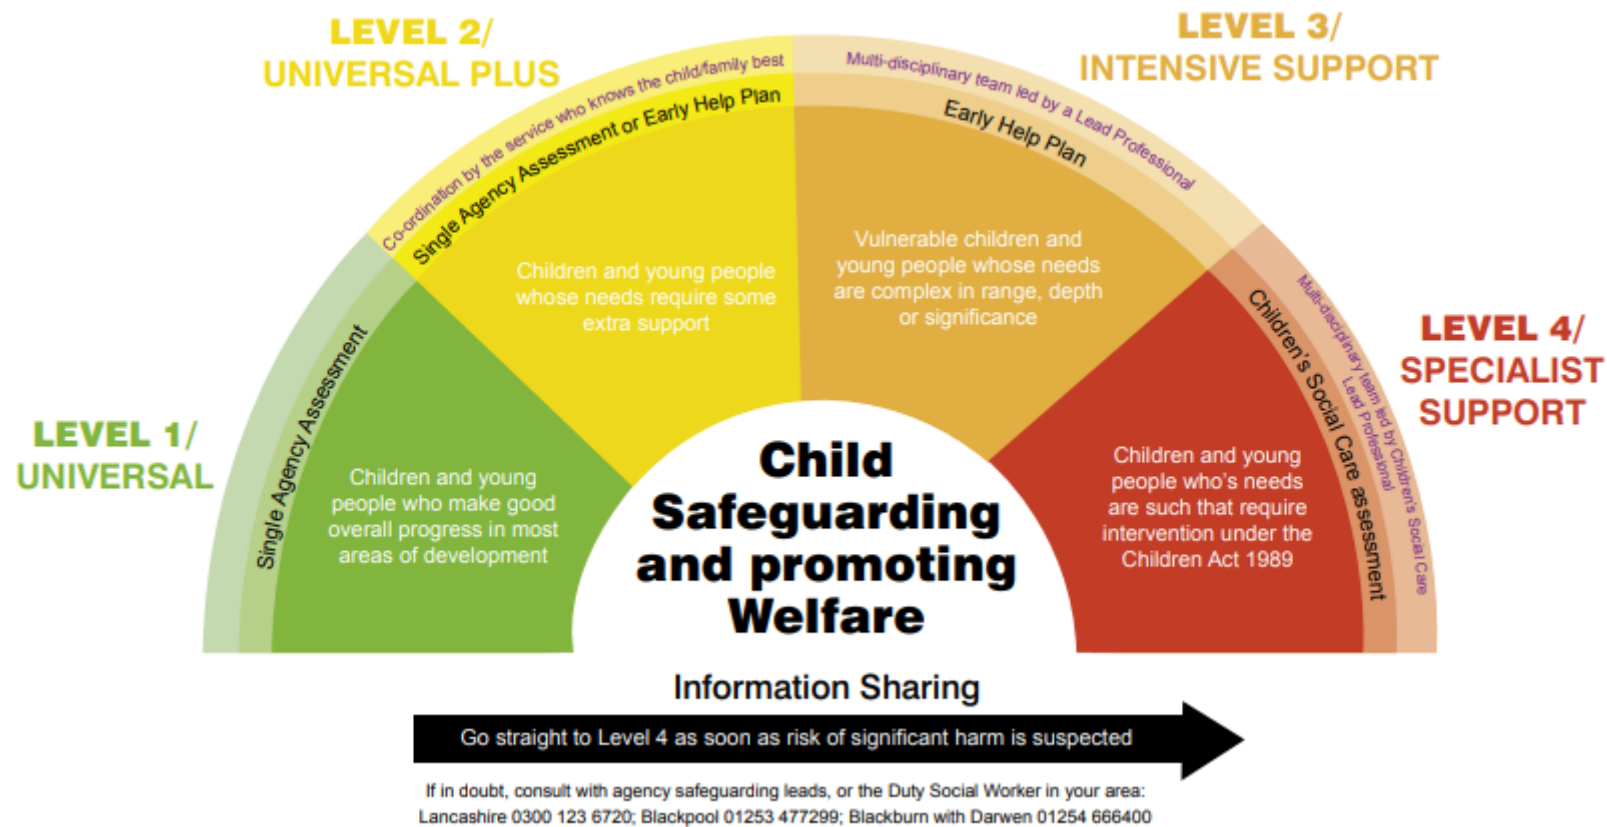 LEVEL 1/
UNIVERSAL
Single Agency Assessment
Children and young
people who make good
overall progress in most
areas of development
LEVEL 2/
UNIVERSAL PLUS
Co-ordination by the service who knows the child/family best
Single Agency Assessment or Early Help Plan
Children and young people
whose needs require some
extra support
LEVEL 3/
INTENSIVE SUPPORT
Multi-disciplinary team led by a Lead Professional
Early Help Plan
Vulnerable children and
young people whose needs
are complex in range, depth
or significance
LEVEL 4/
SPECIALIST
SUPPORT
Multi-disciplinary team led by Children's Social Care
Lead Professional
Children's Social Care assessment
Children and young
people who's needs
are such that require
intervention under the
Children Act 1989
Child
Safeguarding
and promoting
Welfare
Information Sharing
Go straight to Level 4 as soon as risk of significant harm is suspected
If in doubt, consult with agency safeguarding leads, or the Duty Social Worker in your area:
Lancashire 0300 123 6720; Blackpool 01253 477299; Blackburn with Darwen 01254 666400